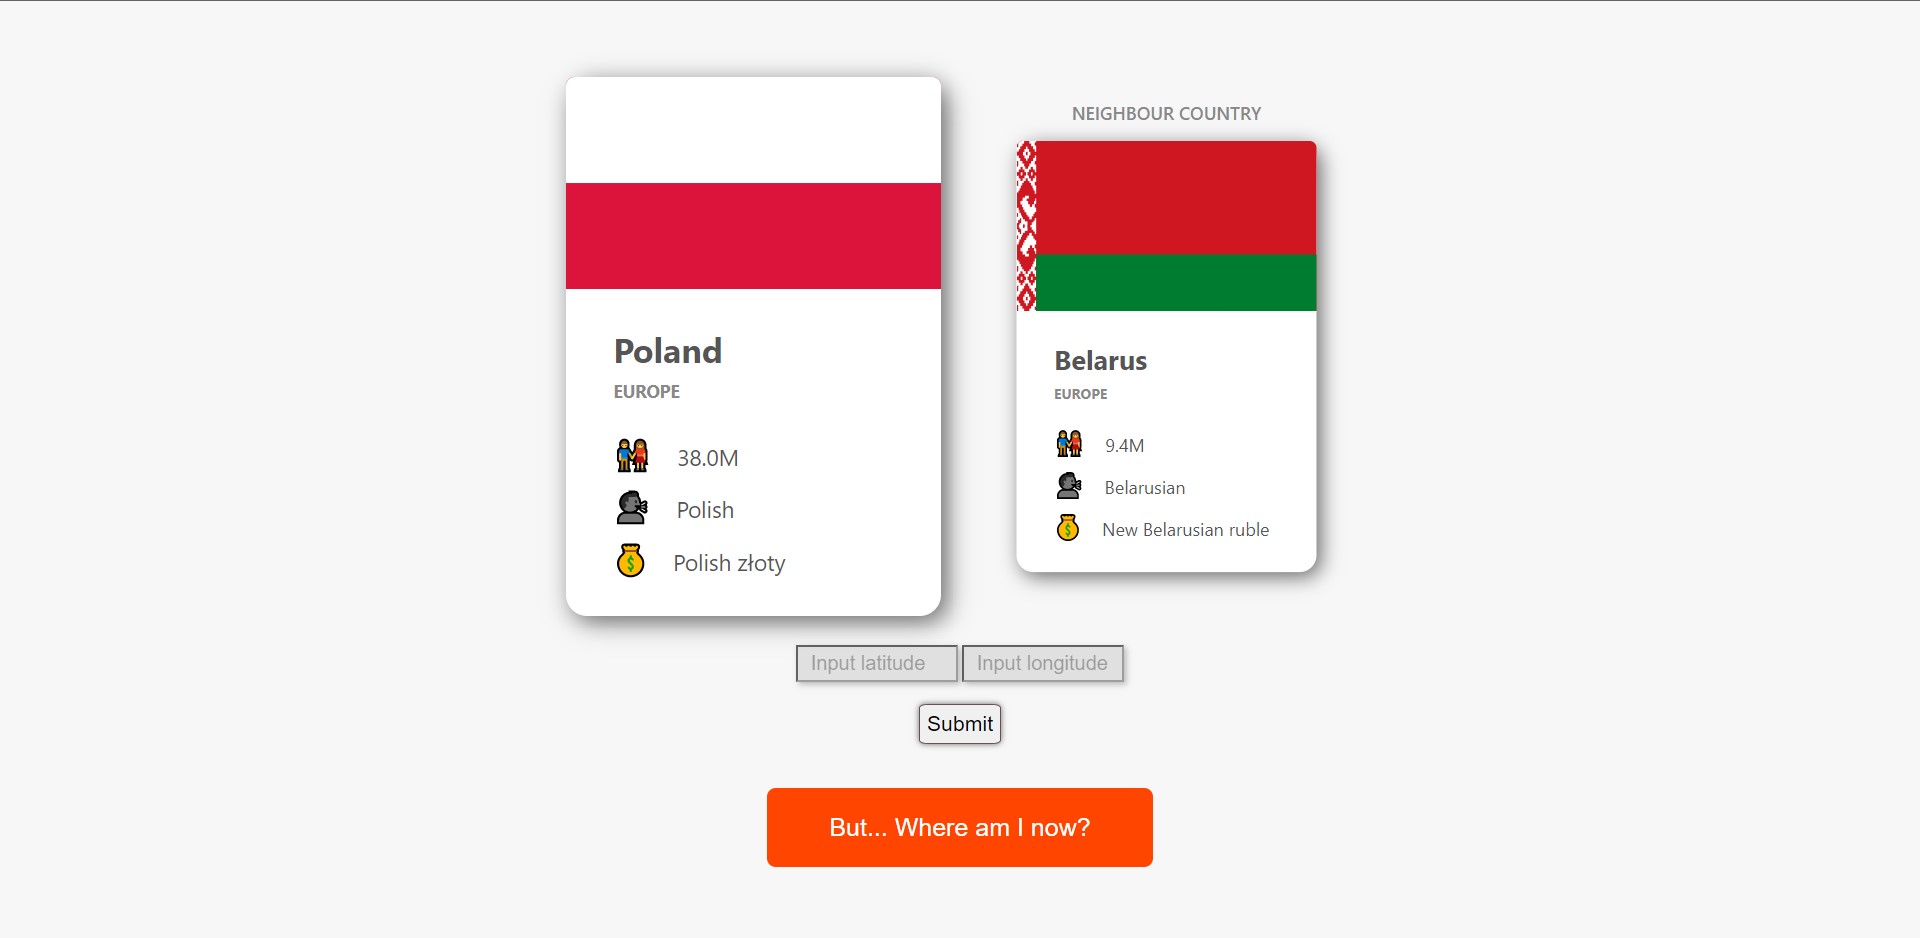 Poland
EUROPE
38.0M
Polish
Polish złoty
NEIGHBOUR COUNTRY
Belarus
EUROPE
9.4M
Belarusian
New Belarusian ruble
Input latitude
Input longitude
Submit
But... Where am I now?